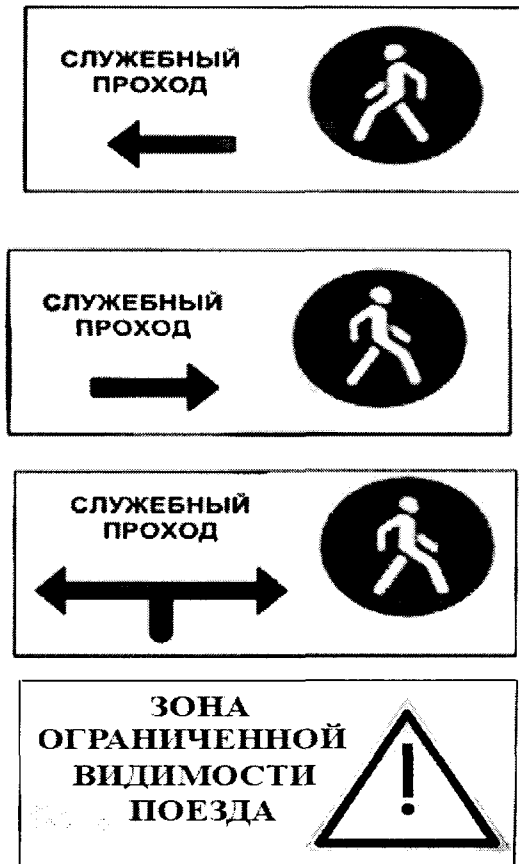 СЛУЖЕБНЫЙ
ПРОХОД
СЛУЖЕБНЫЙ
ПРОХОД
СЛУЖЕБНЫЙ
ПРОХОД
ЗОНА
ОГРАНИЧЕННОЙ
ВИДИМОСТИ
ПОЕЗДА
!